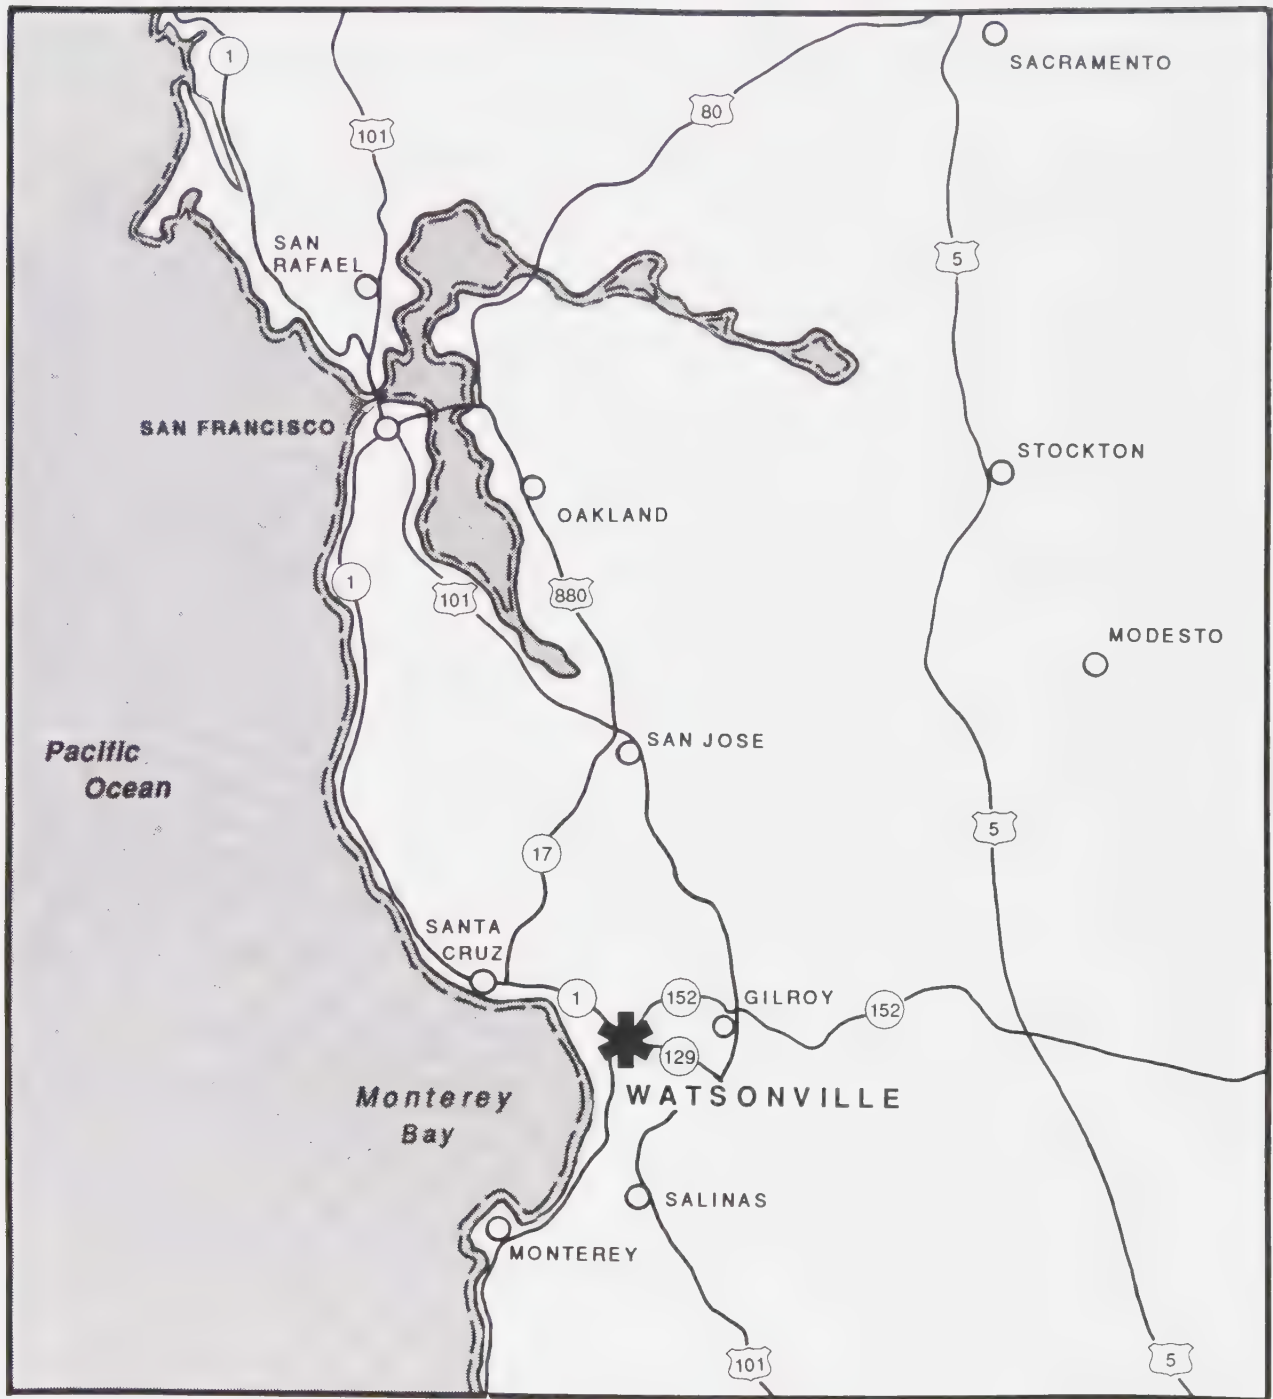 1
SACRAMENTO
80
101
SAN
RAFAEL
5
SAN FRANCISCO
STOCKTON
OAKLAND
1
101
880
MODESTO
SAN JOSE
Pacific
Ocean
5
17
SANTA
CRUZ
1
152
GILROY
152
129
WATSONVILLE
Monterey
Bay
SALINAS
MONTEREY
101
5